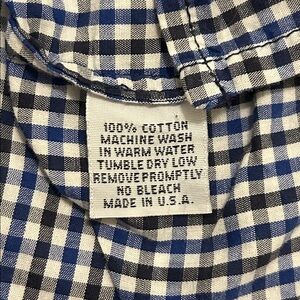 100% COTTON
MACHINE WASH
IN WARM WATER
TUMBLE DRY LOW
REMOVE PROMPTLY
NO BLEACH
MADE IN U.S.A.